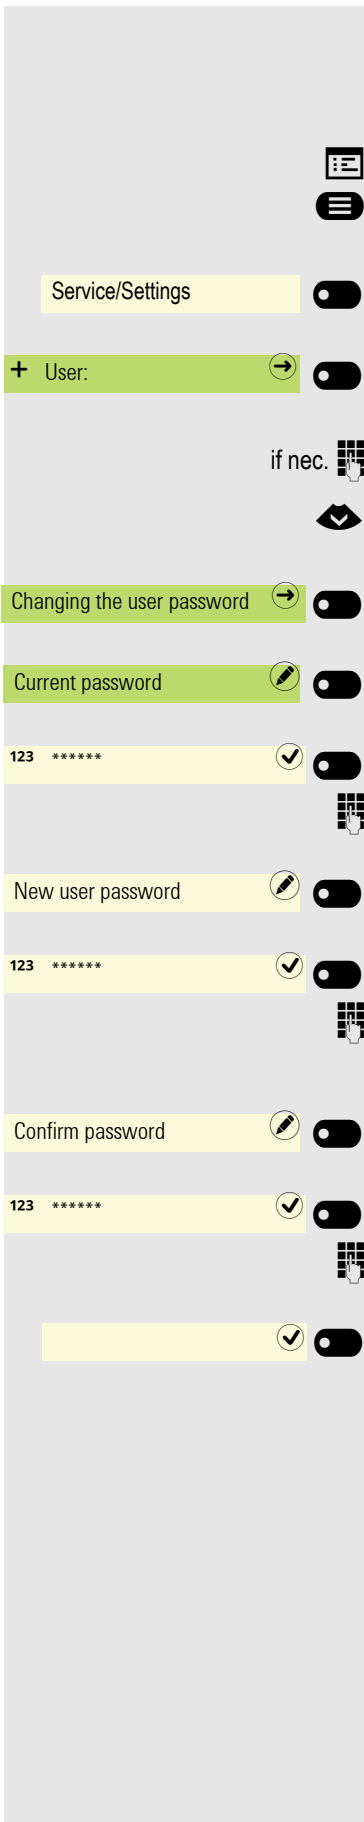 Service/Settings
+ User:
if nec.
Changing the user password
Current password
123 ******
New user password
123 ******
Confirm password
123 ******